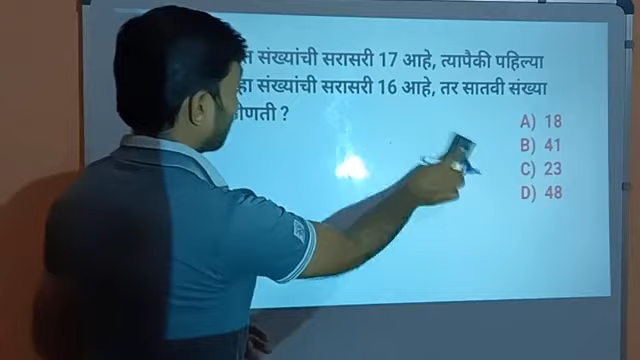 संख्यांची सरासरी 17 आहे, त्यापैकी पहिल्या
संख्यांची सरासरी 16 आहे, तर सातवी संख्या
?
A) 18
B) 41
C) 23
D) 48